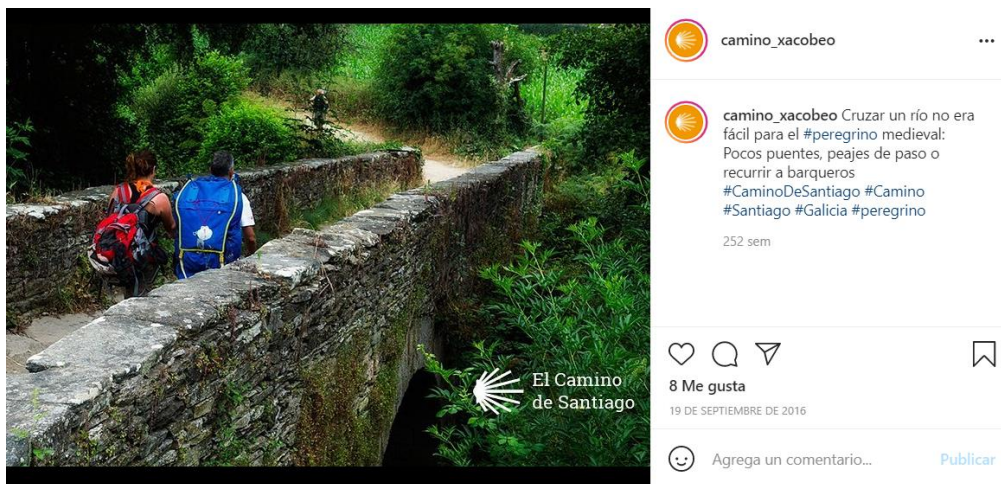 camino_xacobeo
camino_xacobeo Cruzar un río no era
fácil para el #peregrino medieval:
Pocos puentes, peajes de paso o
recurrir a barqueros
#CaminoDeSantiago #Camino
#Santiago #Galicia #peregrino
252 sem
El Camino
de Santiago
8 Me gusta
19 DE SEPTIEMBRE DE 2016
Agrega un comentario...
Publicar